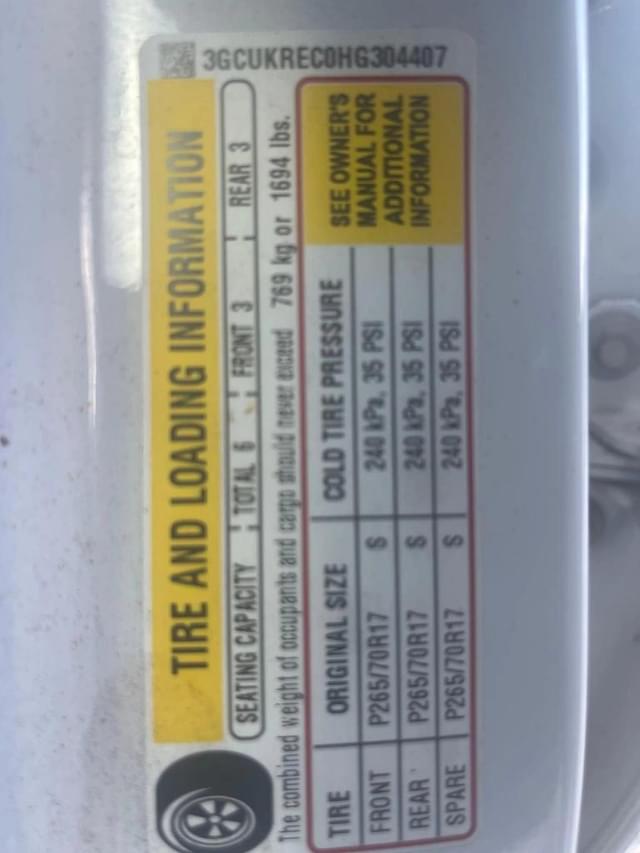 3GCUKREC0HG304407
TIRE AND LOADING INFORMATION
SEATING CAPACITY TOTAL 6 FRONT 3 REAR 3
The combined weight of occupants and cargo should never exceed 769 kg or 1694 lbs.
TIRE ORIGINAL SIZE COLD TIRE PRESSURE
FRONT P265/70R17 S 240 kPa, 35 PSI
REAR P265/70R17 S 240 kPa, 35 PSI
SPARE P265/70R17 S 240 kPa, 35 PSI
SEE OWNER'S
MANUAL FOR
ADDITIONAL
INFORMATION